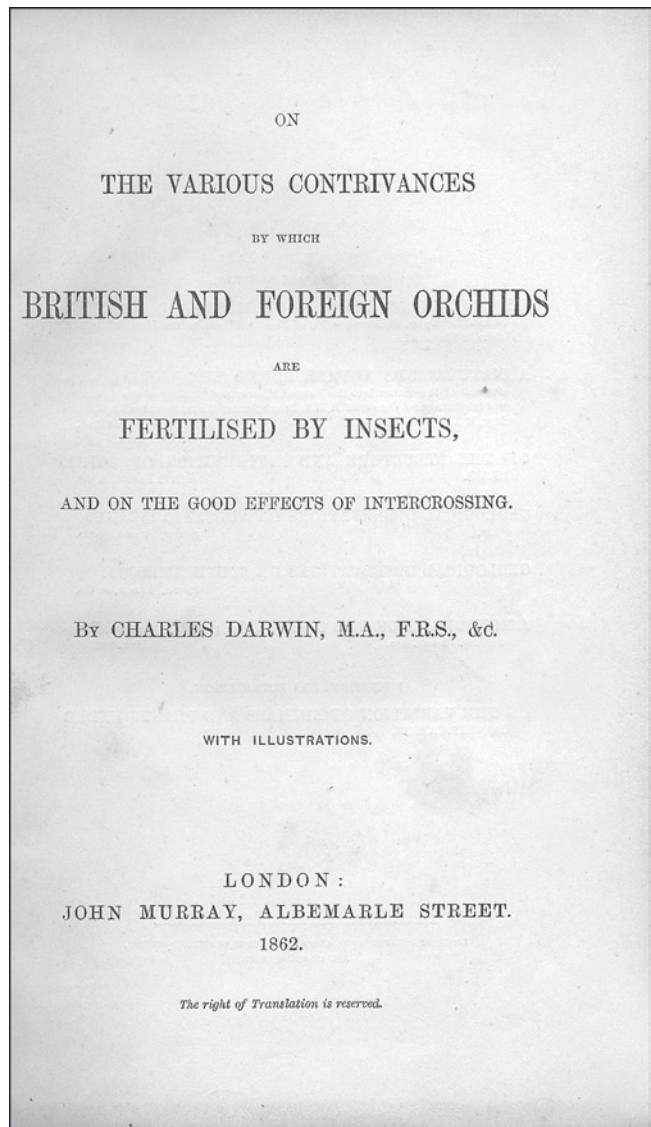 ON
THE VARIOUS CONTRIVANCES
BY WHICH
BRITISH AND FOREIGN ORCHIDS
ARE
FERTILISED BY INSECTS,
AND ON THE GOOD EFFECTS OF INTERCROSSING.
By CHARLES DARWIN, M.A., F.R.S., &c.
WITH ILLUSTRATIONS.
LONDON:
JOHN MURRAY, ALBEMARLE STREET.
1862.
The right of Translation is reserved.